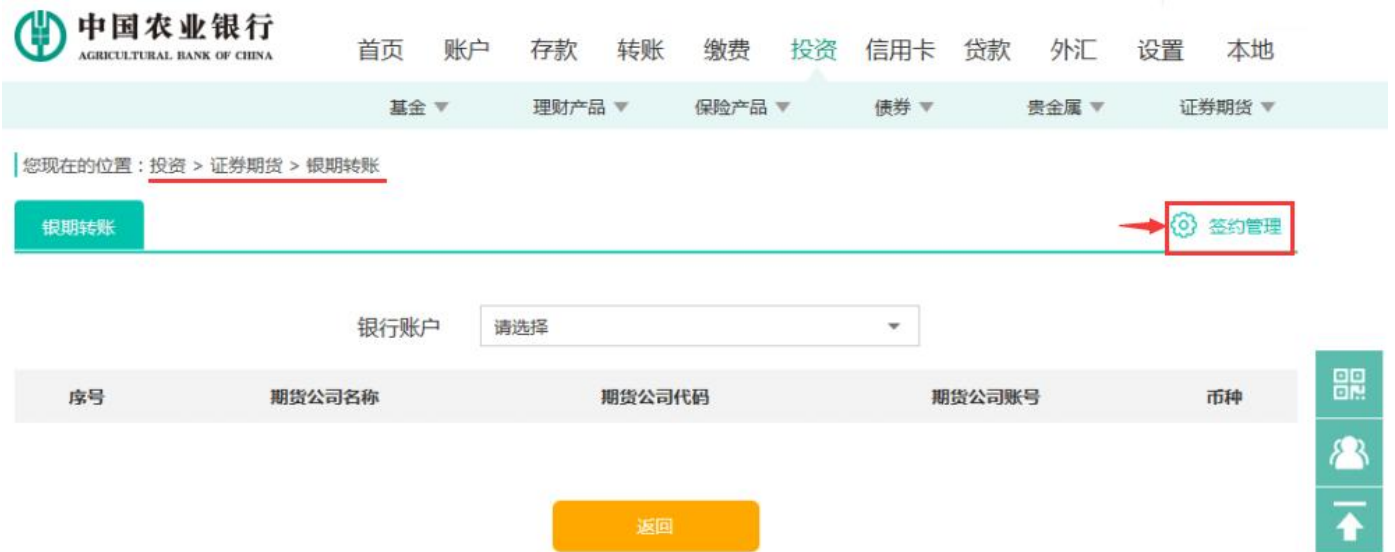 中国农业银行
AGRICULTURAL BANK OF CHINA
首页 账户 存款 转账 缴费 投资 信用卡 贷款 外汇 设置 本地
基金 理财产品 保险产品 债券 贵金属 证券期货
您现在的位置：投资 > 证券期货 > 银期转账
银期转账 签约管理
银行账户 请选择
序号 期货公司名称 期货公司代码 期货公司账号 币种
返回